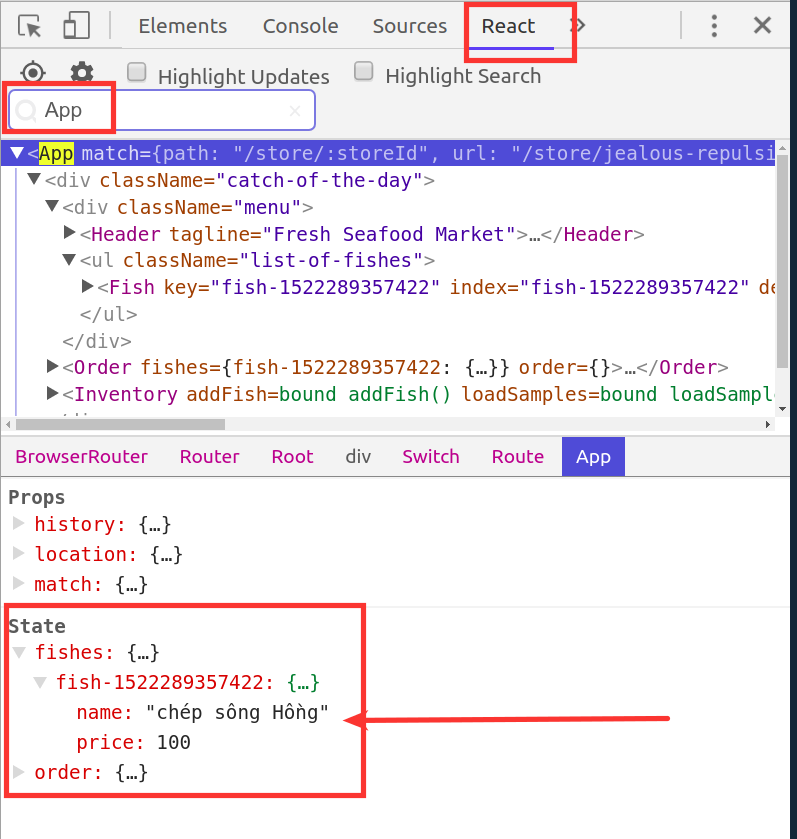 Elements Console Sources React
Highlight Updates Highlight Search
App
<App match={path: "/store/:storeId", url: "/store/jealous-repulsi
<div className="catch-of-the-day">
<div className="menu">
<Header tagline="Fresh Seafood Market">…</Header>
<ul className="list-of-fishes">
<Fish key="fish-1522289357422" index="fish-1522289357422" de
</ul>
</div>
<Order fishes={fish-1522289357422: {…}} order={}>…</Order>
<Inventory addFish=bound addFish() loadSamples=bound loadSampl
BrowserRouter Router Root div Switch Route App
Props
history: {…}
location: {…}
match: {…}
State
fishes: {…}
fish-1522289357422: {…}
name: "chép sông Hồng"
price: 100
order: {…}